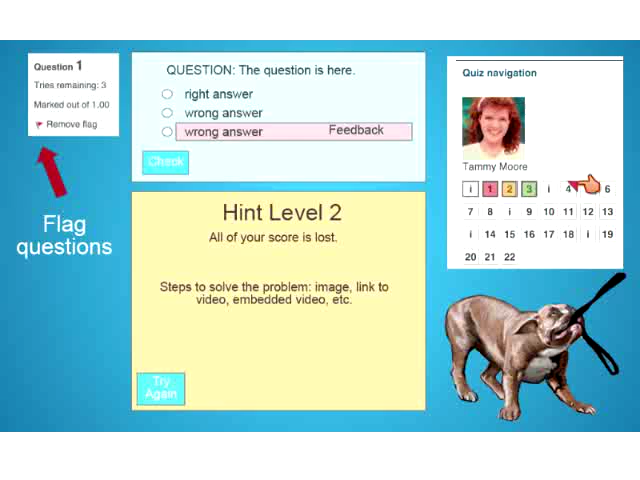 Question 1
Tries remaining: 3
Marked out of 1.00
Remove flag
Flag
questions
QUESTION: The question is here.
right answer
wrong answer
wrong answer
Feedback
Check
Hint Level 2
All of your score is lost.
Steps to solve the problem: image, link to
video, embedded video, etc.
Try
Again
Quiz navigation
Tammy Moore
i 1 2 3 i 4 6
7 8 i 9 10 11 12 13
i 14 15 16 17 18 i 19
20 21 22